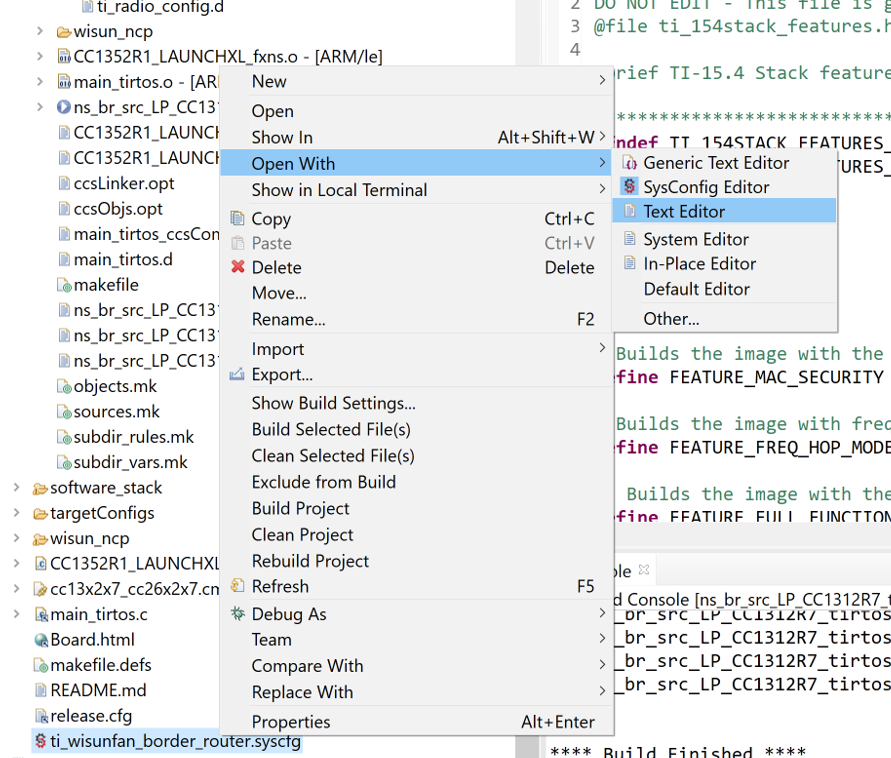 ti_radio_config.d
wisun_ncp
CC1352R1_LAUNCHXL_fxns.o - [ARM/le]
main_tirtos.o - [AR
ns_br_src_LP_CC13
CC1352R1_LAUNCH
CC1352R1_LAUNCH
ccsLinker.opt
ccsObjs.opt
main_tirtos_ccsCom
main_tirtos.d
makefile
ns_br_src_LP_CC131
ns_br_src_LP_CC131
ns_br_src_LP_CC131
objects.mk
sources.mk
subdir_rules.mk
subdir_vars.mk
software_stack
targetConfigs
wisun_ncp
CC1352R1_LAUNCHXL
cc13x2x7_cc26x2x7.cm
main_tirtos.c
Board.html
makefile.defs
README.md
release.cfg
ti_wisunfan_border_router.syscfg
New
Open
Show In Alt+Shift+W
Open With
Show in Local Terminal
Copy Ctrl+C
Paste Ctrl+V
Delete Delete
Move...
Rename... F2
Import
Export...
Show Build Settings...
Build Selected File(s)
Clean Selected File(s)
Exclude from Build
Build Project
Clean Project
Rebuild Project
Refresh F5
Debug As
Team
Compare With
Replace With
Properties Alt+Enter
Generic Text Editor
SysConfig Editor
Text Editor
System Editor
In-Place Editor
Default Editor
Other...
2 DO NOT EDIT - This file is g
3 @file ti_154stack_features.h
4
rief TI-15.4 Stack feature
***************************
ndef TI_154STACK_FEATURES_
TURES_
Builds the image with the
fine FEATURE_MAC_SECURITY
Builds the image with freq
fine FEATURE_FREQ_HOP_MODE
Builds the image with the
fine FEATURE_FULL_FUNCTION
ole
d Console [ns_br_src_LP_CC1312R7_t
_br_src_LP_CC1312R7_tirtos
_br_src_LP_CC1312R7_tirtos
_br_src_LP_CC1312R7_tirtos
_br_src_LP_CC1312R7_tirtos
**** Build Finished ****